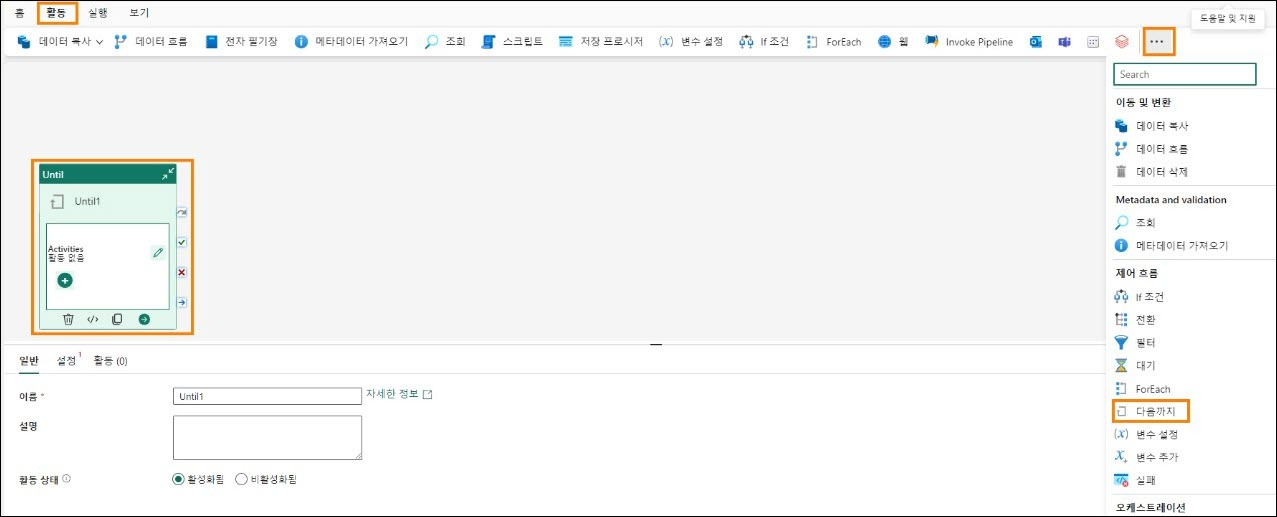 홈 활동 실행 보기
도움말 및 지원
데이터 복사 데이터 흐름 전자 필기장 메타데이터 가져오기 조회 스크립트 저장 프로시저 (x) 변수 설정 If 조건 ForEach 웹 Invoke Pipeline ...
Search
이동 및 변환
데이터 복사
데이터 흐름
데이터 삭제
Metadata and validation
조회
메타데이터 가져오기
제어 흐름
If 조건
전환
필터
대기
ForEach
다음까지
(x) 변수 설정
변수 추가
실패
오케스트레이션
Until
Until1
Activities
활동 없음
일반 설정 1 활동 (0)
이름 * Until1 자세한 정보
설명
활동 상태 활성화됨 비활성화됨